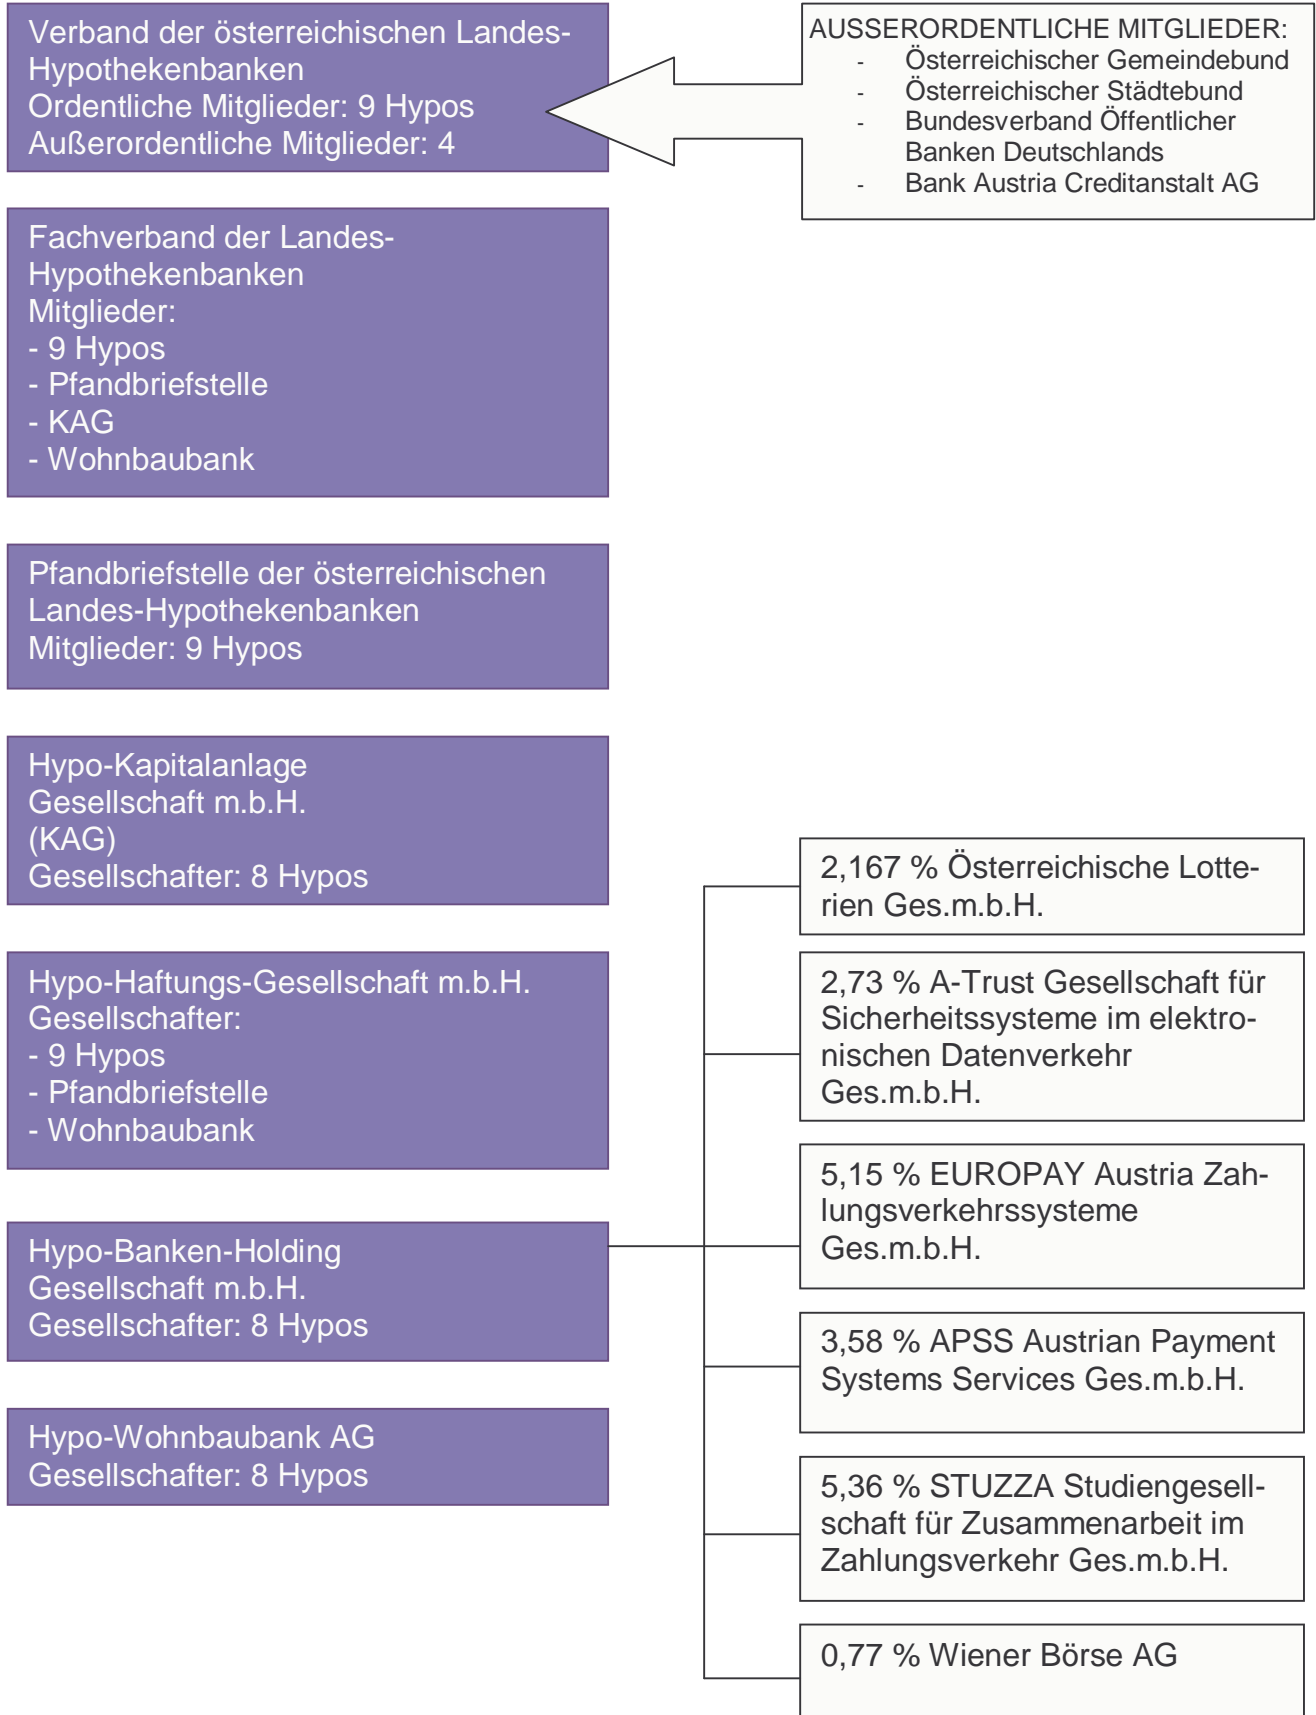 Verband der österreichischen Landes-
Hypothekenbanken
Ordentliche Mitglieder: 9 Hypos
Außerordentliche Mitglieder: 4
AUSSERORDENTLICHE MITGLIEDER:
- Österreichischer Gemeindebund
- Österreichischer Städtebund
- Bundesverband Öffentlicher
Banken Deutschlands
- Bank Austria Creditanstalt AG
Fachverband der Landes-
Hypothekenbanken
Mitglieder:
- 9 Hypos
- Pfandbriefstelle
- KAG
- Wohnbaubank
Pfandbriefstelle der österreichischen
Landes-Hypothekenbanken
Mitglieder: 9 Hypos
Hypo-Kapitalanlage
Gesellschaft m.b.H.
(KAG)
Gesellschafter: 8 Hypos
Hypo-Haftungs-Gesellschaft m.b.H.
Gesellschafter:
- 9 Hypos
- Pfandbriefstelle
- Wohnbaubank
Hypo-Banken-Holding
Gesellschaft m.b.H.
Gesellschafter: 8 Hypos
Hypo-Wohnbaubank AG
Gesellschafter: 8 Hypos
2,167 % Österreichische Lotte-
rien Ges.m.b.H.
2,73 % A-Trust Gesellschaft für
Sicherheitssysteme im elektro-
nischen Datenverkehr
Ges.m.b.H.
5,15 % EUROPAY Austria Zah-
lungsverkehrssysteme
Ges.m.b.H.
3,58 % APSS Austrian Payment
Systems Services Ges.m.b.H.
5,36 % STUZZA Studiengesell-
schaft für Zusammenarbeit im
Zahlungsverkehr Ges.m.b.H.
0,77 % Wiener Börse AG